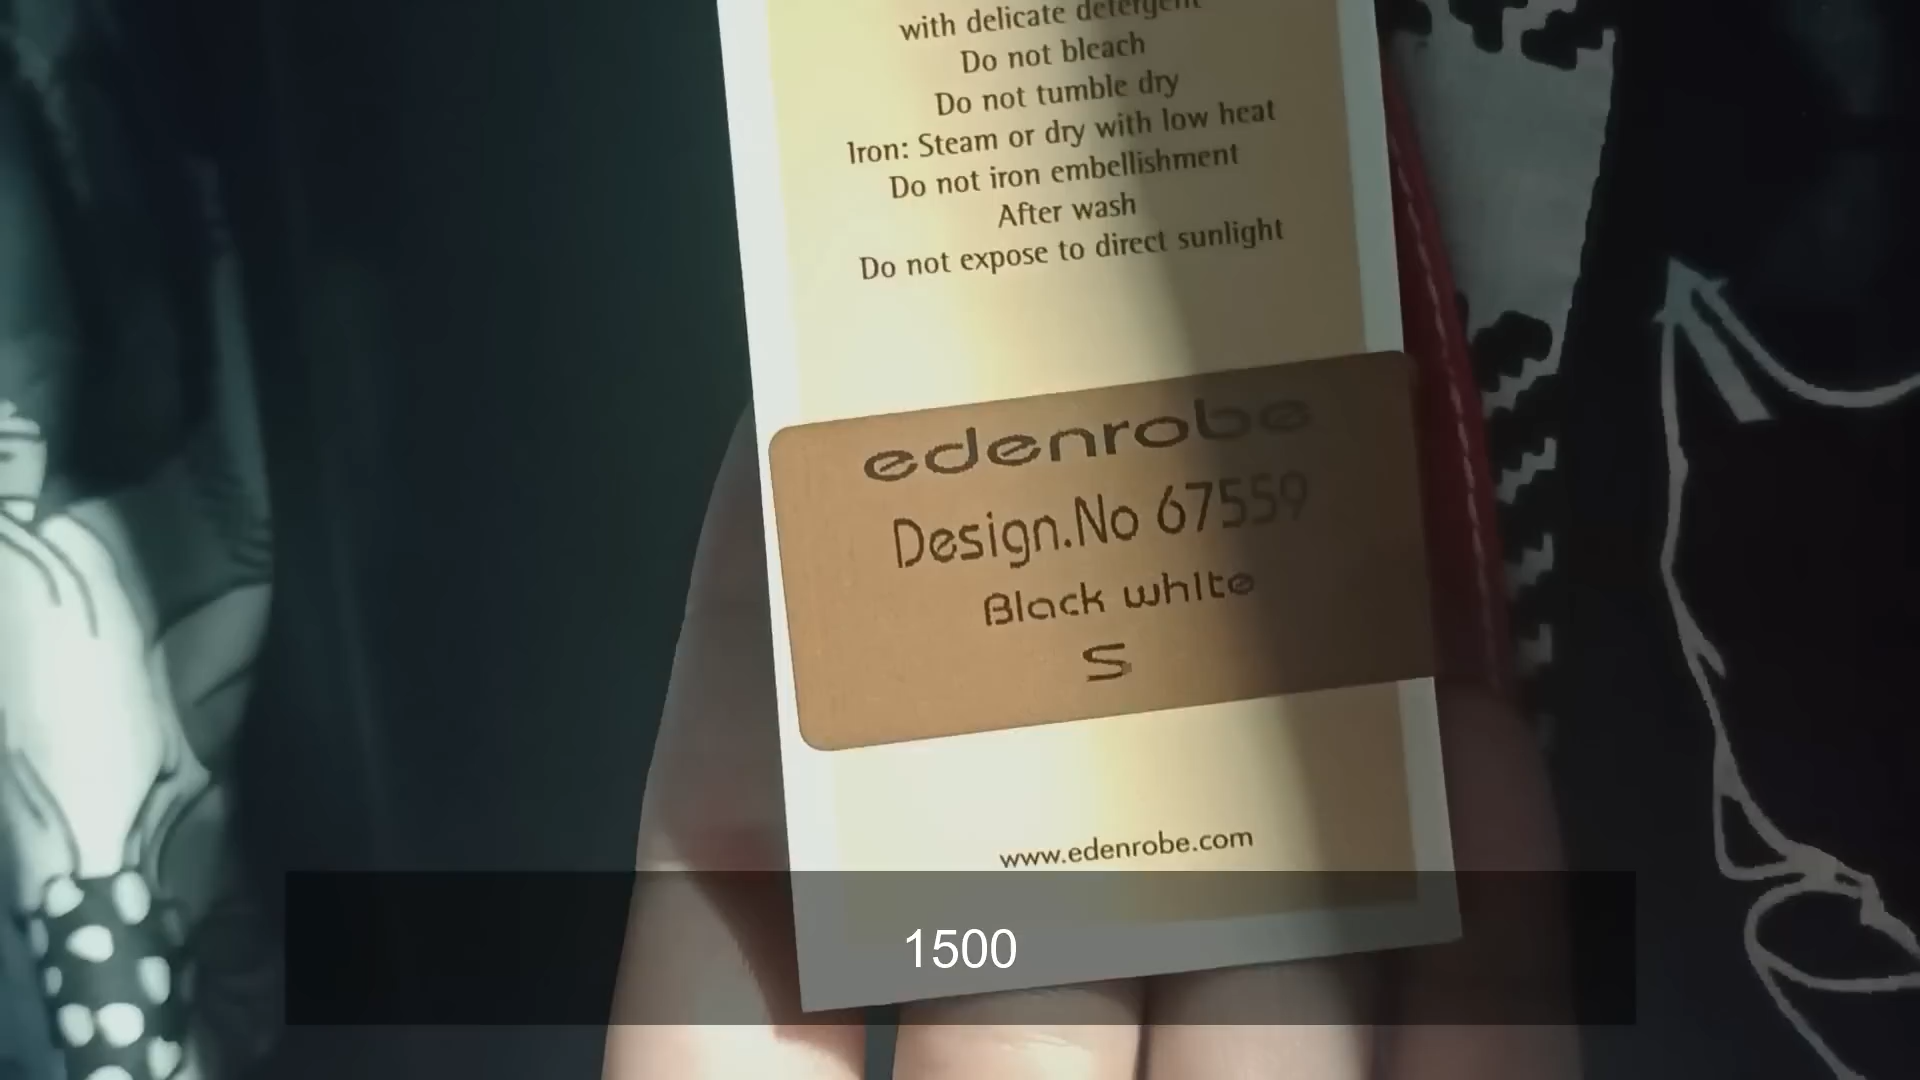 with delicate detergent
Do not bleach
Do not tumble dry
Iron: Steam or dry with low heat
Do not iron embellishment
After wash
Do not expose to direct sunlight
edenrobe
Design.No 67559
Black white
S
www.edenrobe.com
1500